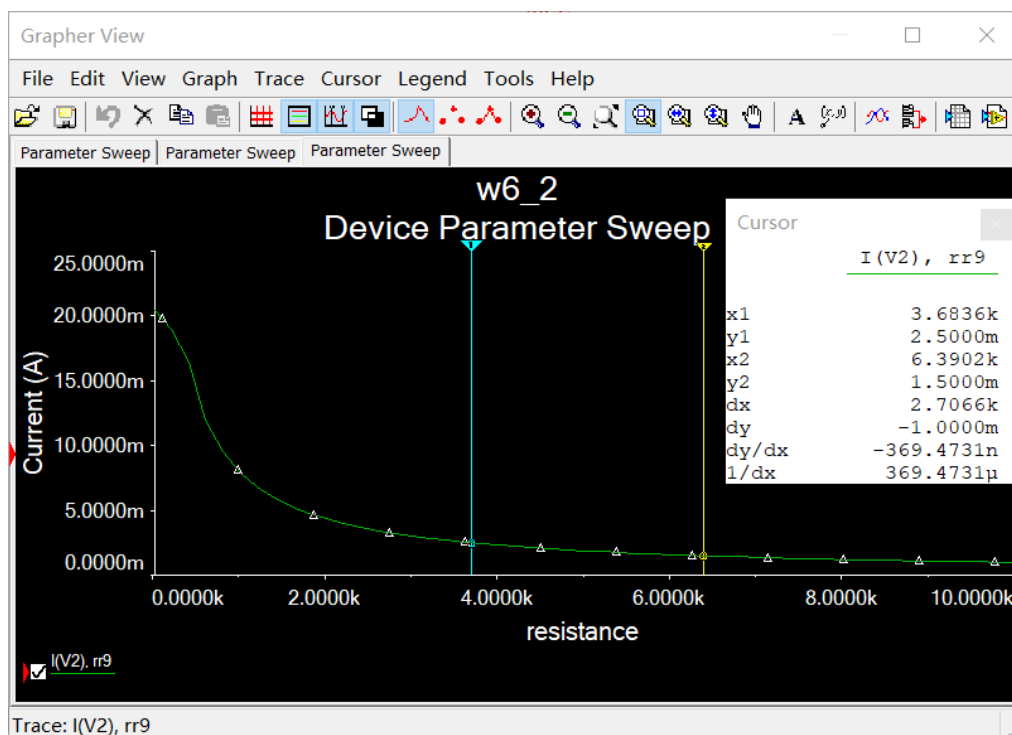 Grapher View
File Edit View Graph Trace Cursor Legend Tools Help
A
Parameter Sweep Parameter Sweep Parameter Sweep
w6_2
Device Parameter Sweep
25.0000m
20.0000m
15.0000m
10.0000m
5.0000m
0.0000m
Current (A)
0.0000k 2.0000k 4.0000k 6.0000k 8.0000k 10.0000k
resistance
1
2
Cursor
I(V2), rr9
x1 3.6836k
y1 2.5000m
x2 6.3902k
y2 1.5000m
dx 2.7066k
dy -1.0000m
dy/dx -369.4731n
1/dx 369.4731µ
I(V2), rr9
Trace: I(V2), rr9